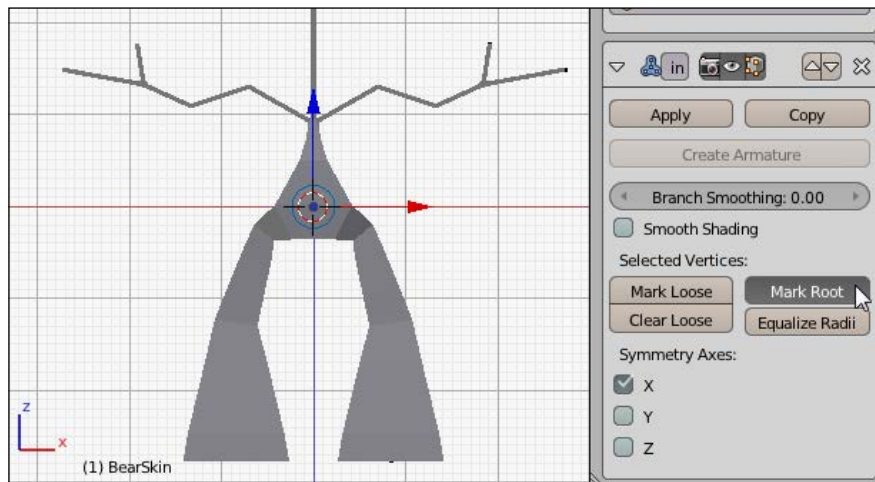 in
Apply
Copy
Create Armature
Branch Smoothing: 0.00
Smooth Shading
Selected Vertices:
Mark Loose
Mark Root
Clear Loose
Equalize Radii
Symmetry Axes:
X
Y
Z
z
x
(1) BearSkin